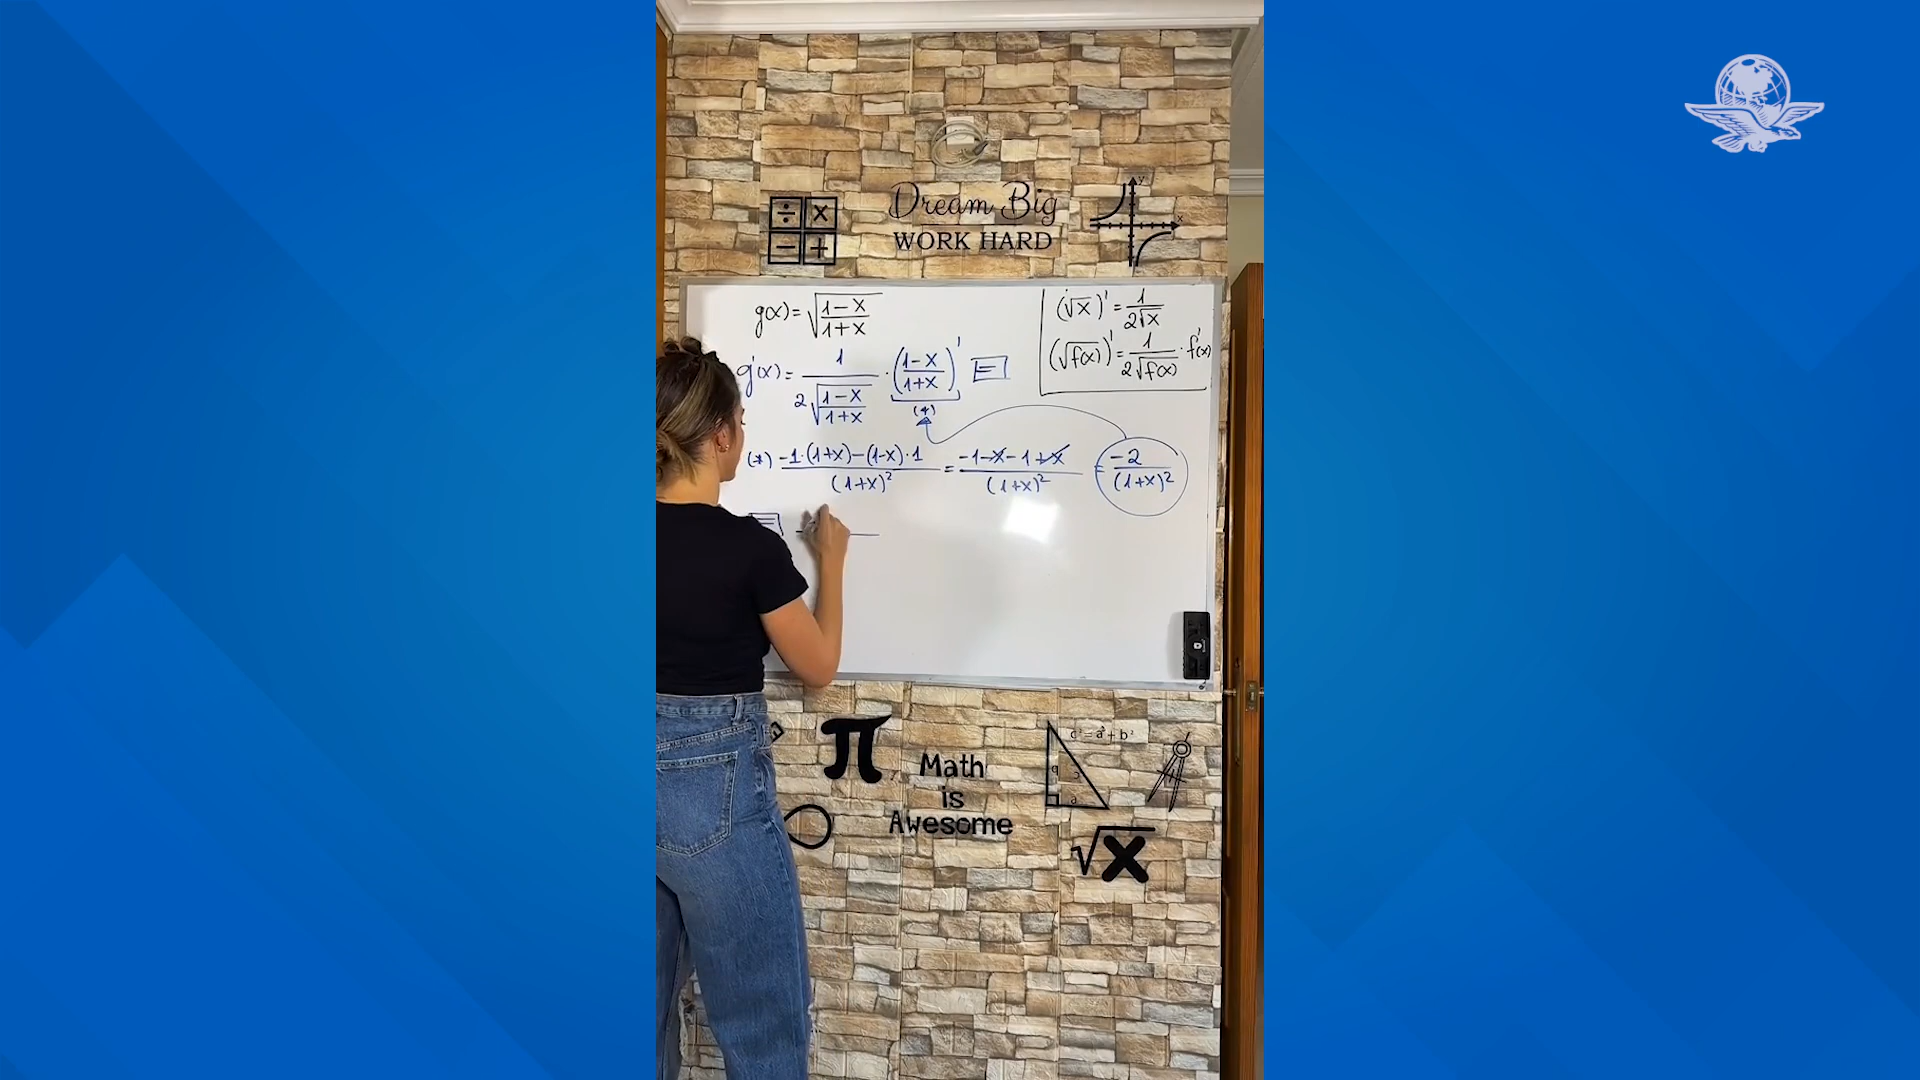 ÷ × − +
Dream Big
WORK HARD
y
x
g(x) = √((1-x)/(1+x))
(√x)' = 1/(2√x)
(√f(x))' = 1/(2√f(x)) · f'(x)
g'(x) = 1/(2√((1-x)/(1+x))) · ((1-x)/(1+x))' =
(*)
(*) (-1·(1+x)-(1-x)·1)/(1+x)² = (-1-x-1+x)/(1+x)² = -2/(1+x)²
=
π
Math
is
Awesome
c²=a²+b²
√x